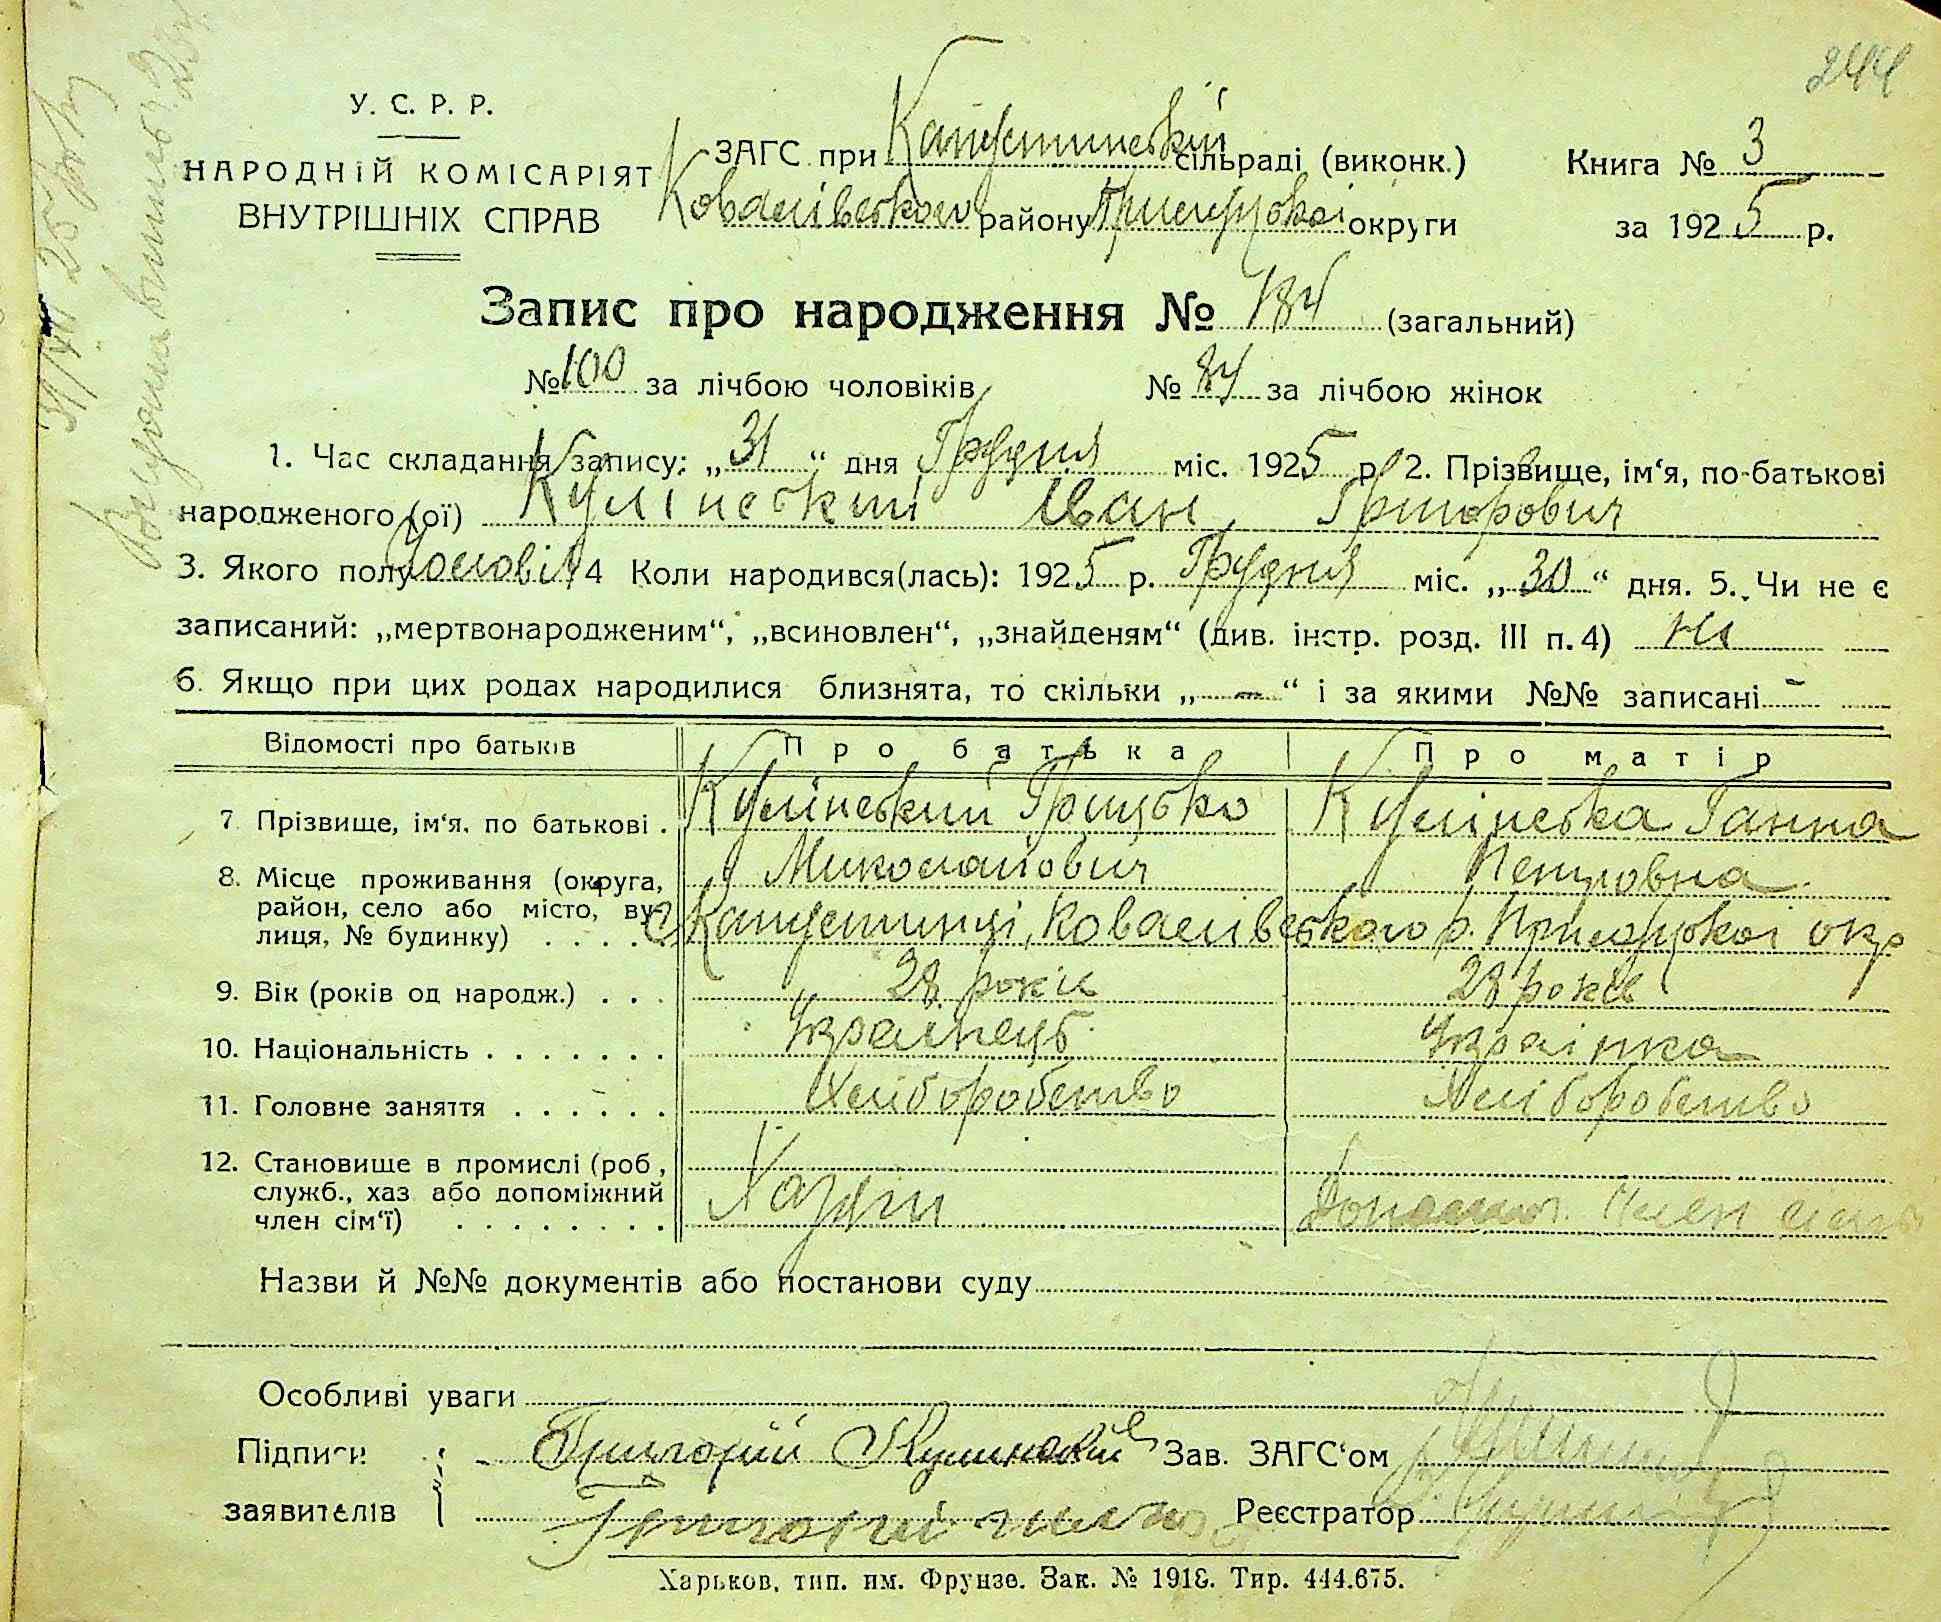 244
У. С. Р. Р.
НАРОДНІЙ КОМІСАРІЯТ
ВНУТРІШНІХ СПРАВ
ЗАГС при Капустинській сільраді (виконк.)
Ковалівського району Прилуцької округи
Книга № 3
за 1925 р.
Запис про народження № 184 (загальний)
№ 100 за лічбою чоловіків № 84 за лічбою жінок
1. Час складання запису: „31“ дня Грудня міс. 1925 р. 2. Прізвище, ім‘я, по-батькові
народженого (ої) Кулінський Іван Григорович
3. Якого полу Чоловіч 4 Коли народився(лась): 1925 р. Грудня міс. „30“ дня. 5. Чи не є
записаний: „мертвонародженим“, „всиновлен“, „знайденям“ (див. інстр. розд. III п. 4) Ні
6. Якщо при цих родах народилися близнята, то скільки „—“ і за якими №№ записані –
Відомості про батьків Про батька Про матір
7. Прізвище, ім‘я, по батькові . Кулінський Грицько Кулінська Ганна
Миколайович Петровна
8. Місце проживання (округа,
район, село або місто, ву-
лиця, № будинку) . . . . с. Капустинці, Ковалівського р. Прилуцької окр
9. Вік (років од народж.) . . . 28 років 28 років
10. Національність . . . . . . . Українець Українка
11. Головне заняття . . . . . . Хліборобство Хліборобство
12. Становище в промислі (роб.,
служб., хаз або допоміжний
член сім‘ї) . . . . . . . . Хазяїн Допомог. Член сімї
Назви й №№ документів або постанови суду
Особливі уваги
Підписи Григорій Кулинский Зав. ЗАГС‘ом
заявителів Реєстратор
Харьков, тип. им. Фрунзе. Зак. № 1918. Тир. 444.675.